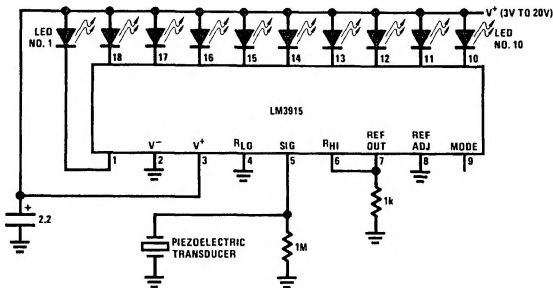 V+ (3V TO 20V)
LED
NO. 1
LED
NO. 10
18 17 16 15 14 13 12 11 10
LM3915
V− V+ RLO SIG RHI REF OUT REF ADJ MODE
1 2 3 4 5 6 7 8 9
+
2.2
PIEZOELECTRIC
TRANSDUCER
1M
1k